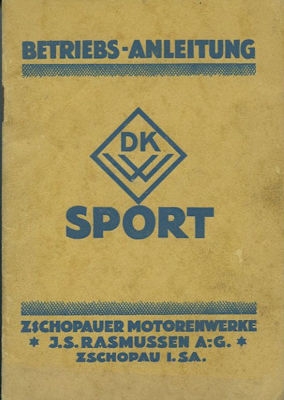 BETRIEBS-ANLEITUNG
DK
W
SPORT
ZSCHOPAUER MOTORENWERKE
* J.S. RASMUSSEN A.-G. *
ZSCHOPAU I. SA.